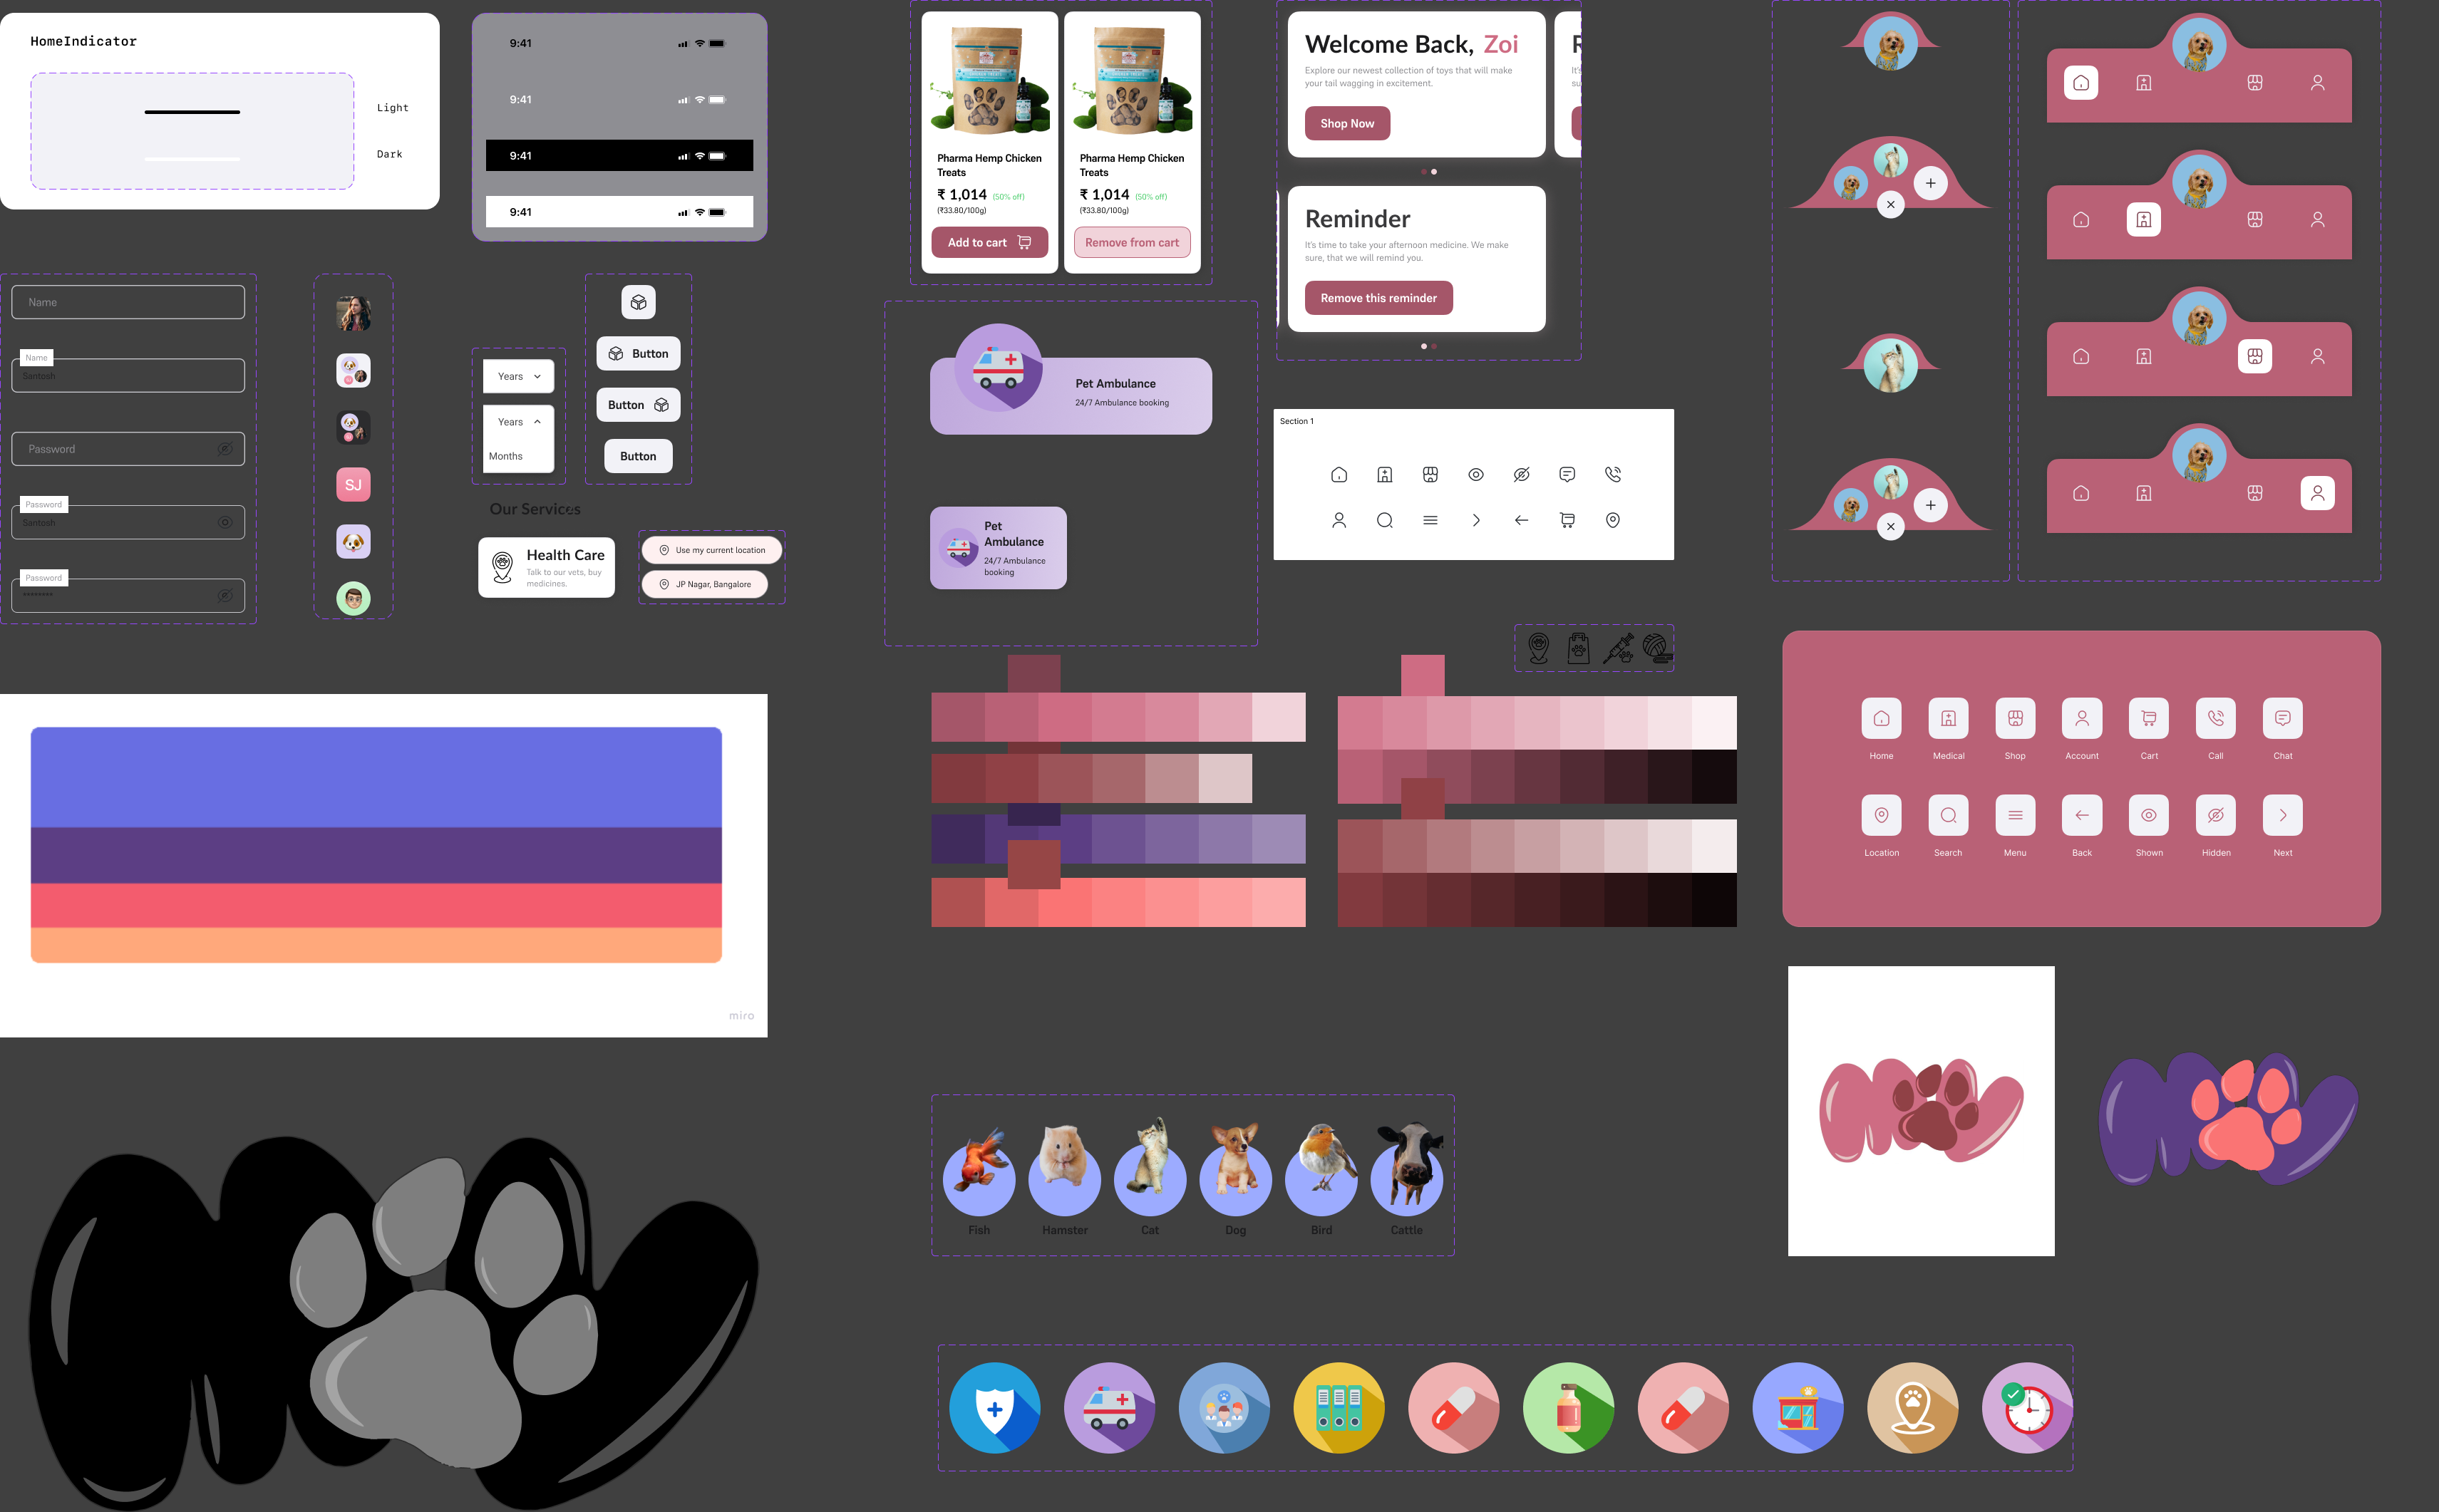 HomeIndicator
Light
Dark
9:41
9:41
9:41
9:41
Pharma Hemp Chicken
Treats
₹ 1,014 (50% off)
(₹33.80/100g)
Add to cart
Pharma Hemp Chicken
Treats
₹ 1,014 (50% off)
(₹33.80/100g)
Remove from cart
Welcome Back, Zoi
Explore our newest collection of toys that will make
your tail wagging in excitement.
Shop Now
R
It's
su
Reminder
It's time to take your afternoon medicine. We make
sure, that we will remind you.
Remove this reminder
Name
Name
Santosh
Password
Password
Santosh
Password
********
SJ
Years
Years
Months
Button
Button
Button
Our Services
Health Care
Talk to our vets, buy
medicines.
Use my current location
JP Nagar, Bangalore
Pet Ambulance
24/7 Ambulance booking
Pet
Ambulance
24/7 Ambulance
booking
Section 1
Home
Medical
Shop
Account
Cart
Call
Chat
Location
Search
Menu
Back
Shown
Hidden
Next
miro
Fish
Hamster
Cat
Dog
Bird
Cattle